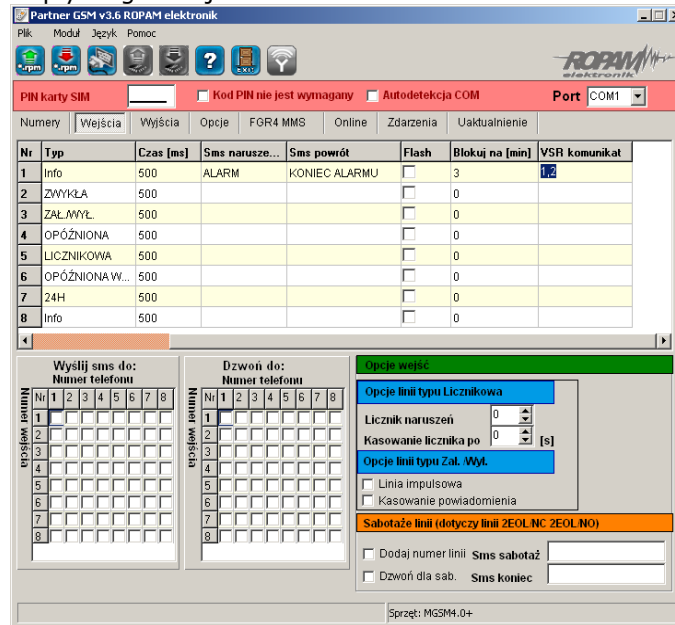 Partner GSM v3.6 ROPAM elektronik
Plik Moduł Język Pomoc
.rpm .rpm ? EXIT
ROPAM
elektronik
PIN karty SIM Kod PIN nie jest wymagany Autodetekcja COM Port COM1
Numery Wejścia Wyjścia Opcje FGR4 MMS Online Zdarzenia Uaktualnienie
Nr Typ Czas [ms] Sms narusze... Sms powrót Flash Blokuj na [min] VSR komunikat
1 Info 500 ALARM KONIEC ALARMU 3 1,2
2 ZWYKŁA 500 0
3 ZAŁ./WYŁ. 500 0
4 OPÓŹNIONA 500 0
5 LICZNIKOWA 500 0
6 OPÓŹNIONA W... 500 0
7 24H 500 0
8 Info 500 0
Wyślij sms do:
Numer telefonu
Numer wejścia
Nr 1 2 3 4 5 6 7 8
1
2
3
4
5
6
7
8
Dzwoń do:
Numer telefonu
Numer wejścia
Nr 1 2 3 4 5 6 7 8
1
2
3
4
5
6
7
8
Opcje wejść
Opcje linii typu Licznikowa
Licznik naruszeń 0
Kasowanie licznika po 0 [s]
Opcje linii typu Zał. /Wył.
Linia impulsowa
Kasowanie powiadomienia
Sabotaże linii (dotyczy linii 2EOL/NC 2EOL/NO)
Dodaj numer linii Sms sabotaż
Dzwoń dla sab. Sms koniec
Sprzęt: MGSM4.0+